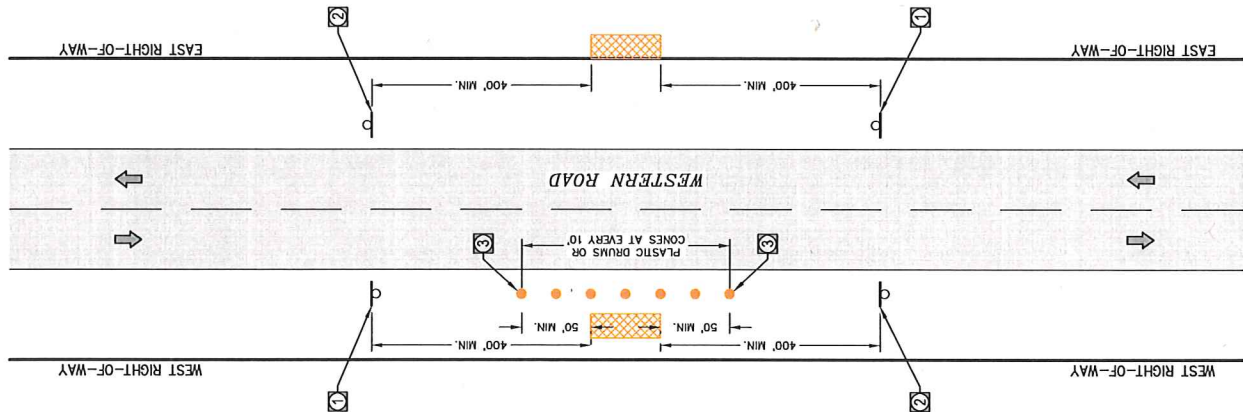 2
1
WEST RIGHT-OF-WAY
WEST RIGHT-OF-WAY
400' MIN.
400' MIN.
50' MIN.
50' MIN.
3
PLASTIC DRUMS OR
CONES AT EVERY 10'
3
WESTERN ROAD
400' MIN.
400' MIN.
EAST RIGHT-OF-WAY
EAST RIGHT-OF-WAY
1
2